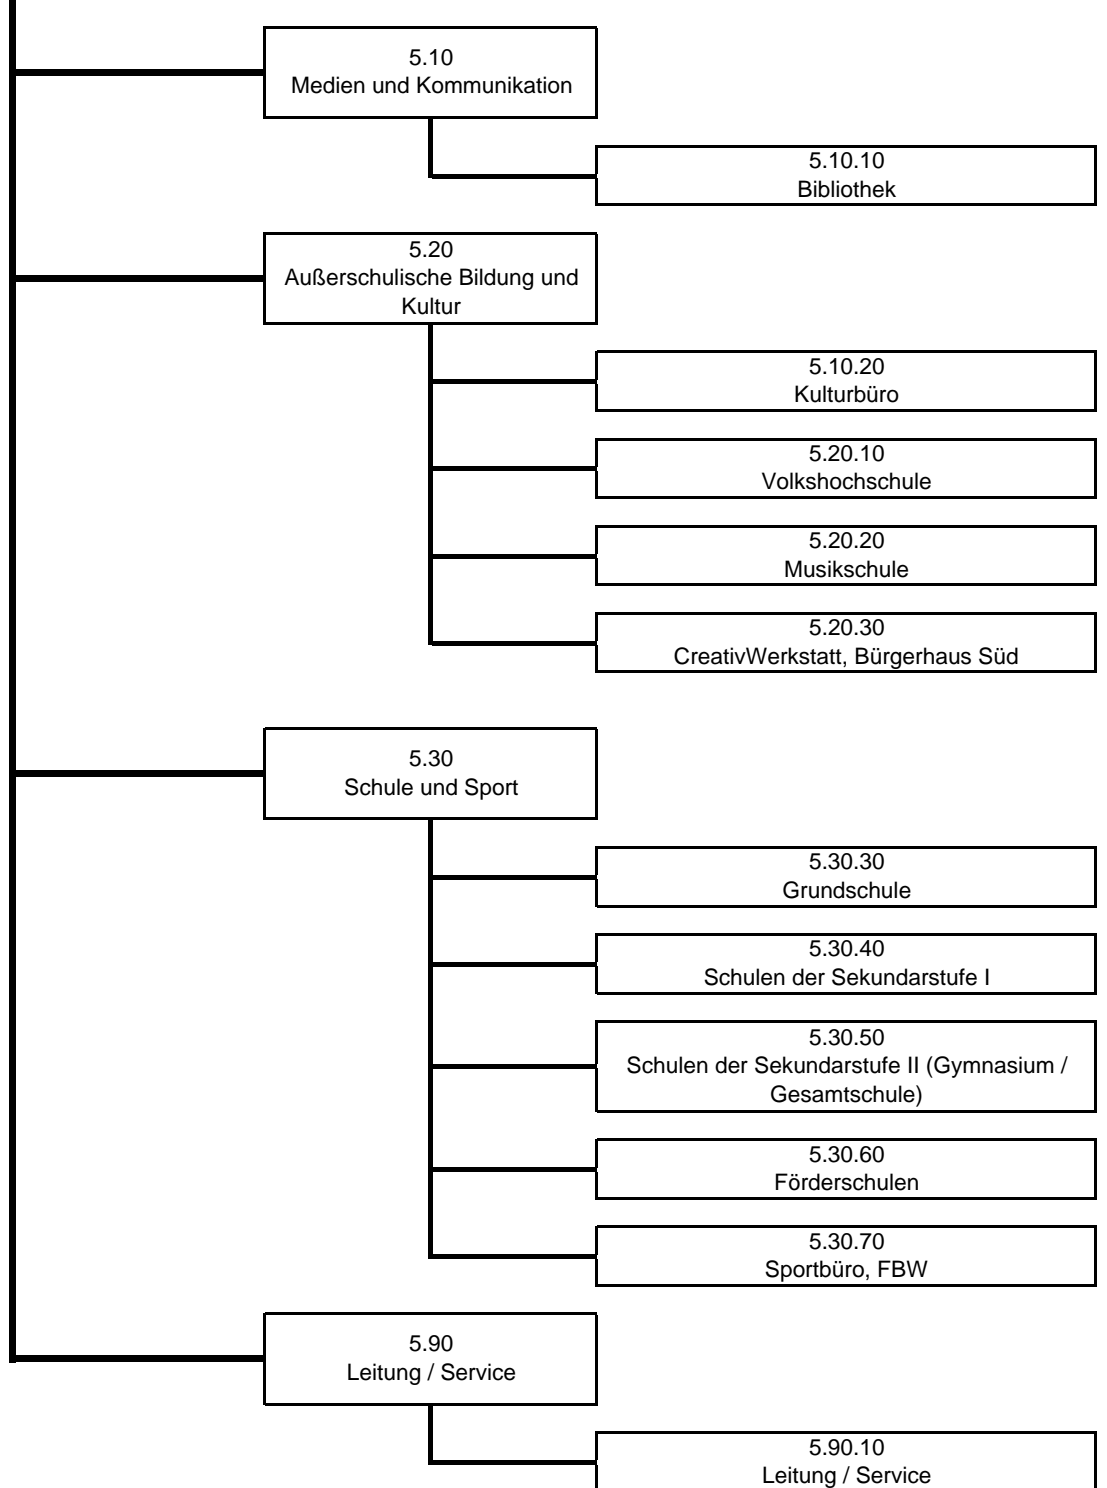 5.10
Medien und Kommunikation
5.10.10
Bibliothek
5.20
Außerschulische Bildung und
Kultur
5.10.20
Kulturbüro
5.20.10
Volkshochschule
5.20.20
Musikschule
5.20.30
CreativWerkstatt, Bürgerhaus Süd
5.30
Schule und Sport
5.30.30
Grundschule
5.30.40
Schulen der Sekundarstufe I
5.30.50
Schulen der Sekundarstufe II (Gymnasium /
Gesamtschule)
5.30.60
Förderschulen
5.30.70
Sportbüro, FBW
5.90
Leitung / Service
5.90.10
Leitung / Service